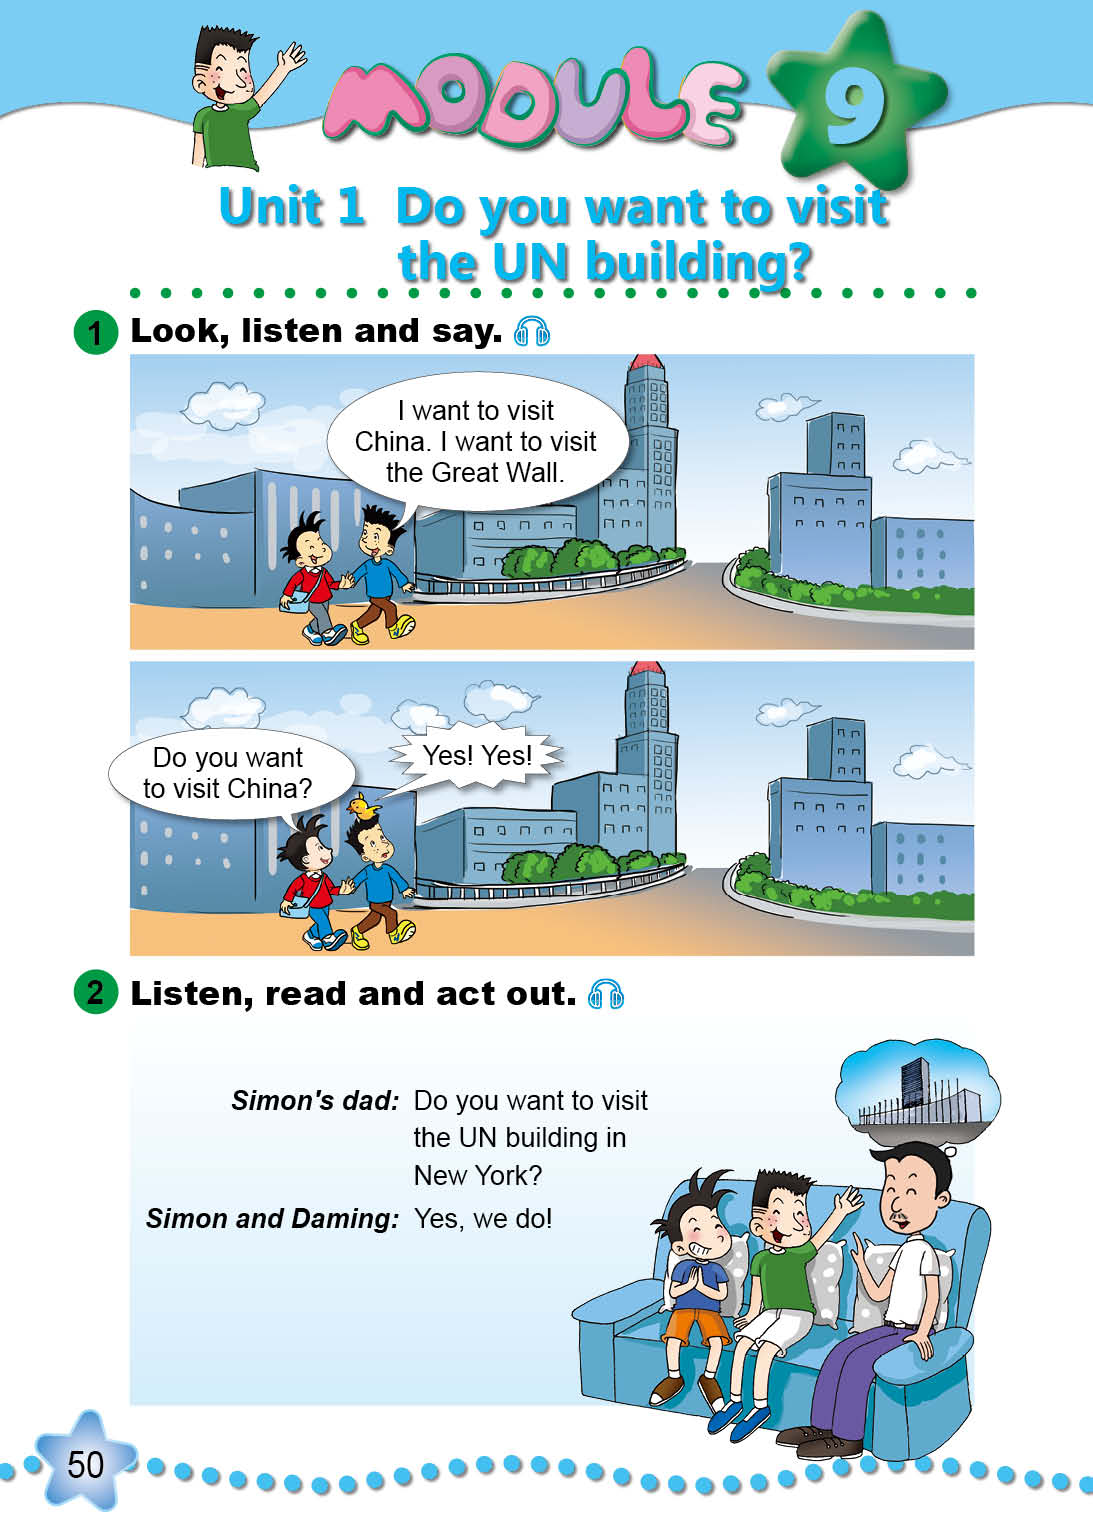 MODULE 9
Unit 1 Do you want to visit
the UN building?
1 Look, listen and say.
I want to visit
China. I want to visit
the Great Wall.
Do you want
to visit China?
Yes! Yes!
2 Listen, read and act out.
Simon's dad: Do you want to visit
the UN building in
New York?
Simon and Daming: Yes, we do!
50